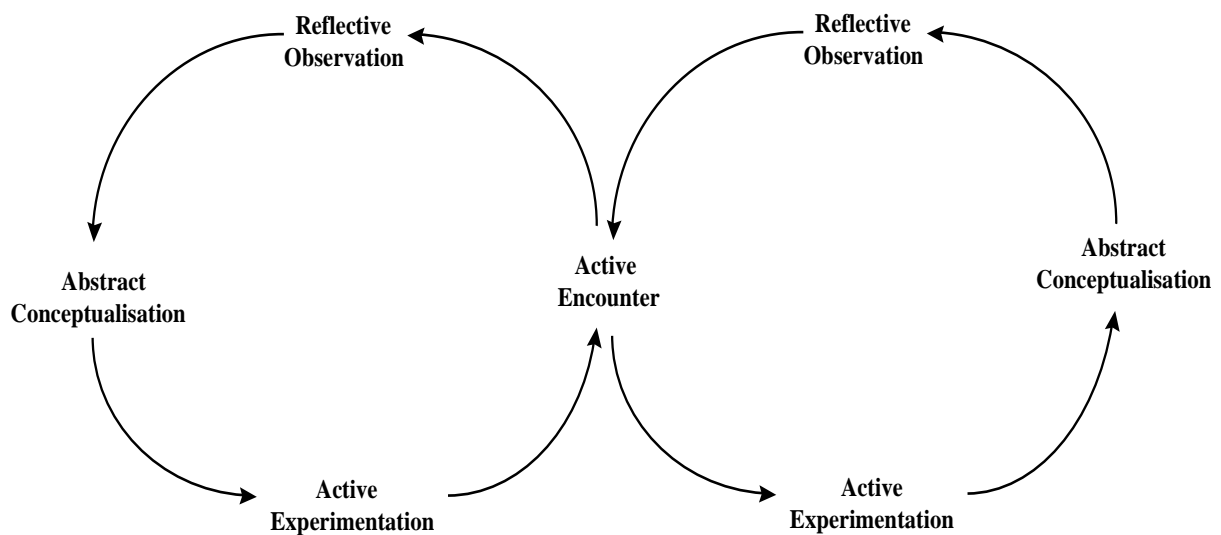 Reflective
Observation
Reflective
Observation
Abstract
Conceptualisation
Active
Encounter
Abstract
Conceptualisation
Active
Experimentation
Active
Experimentation